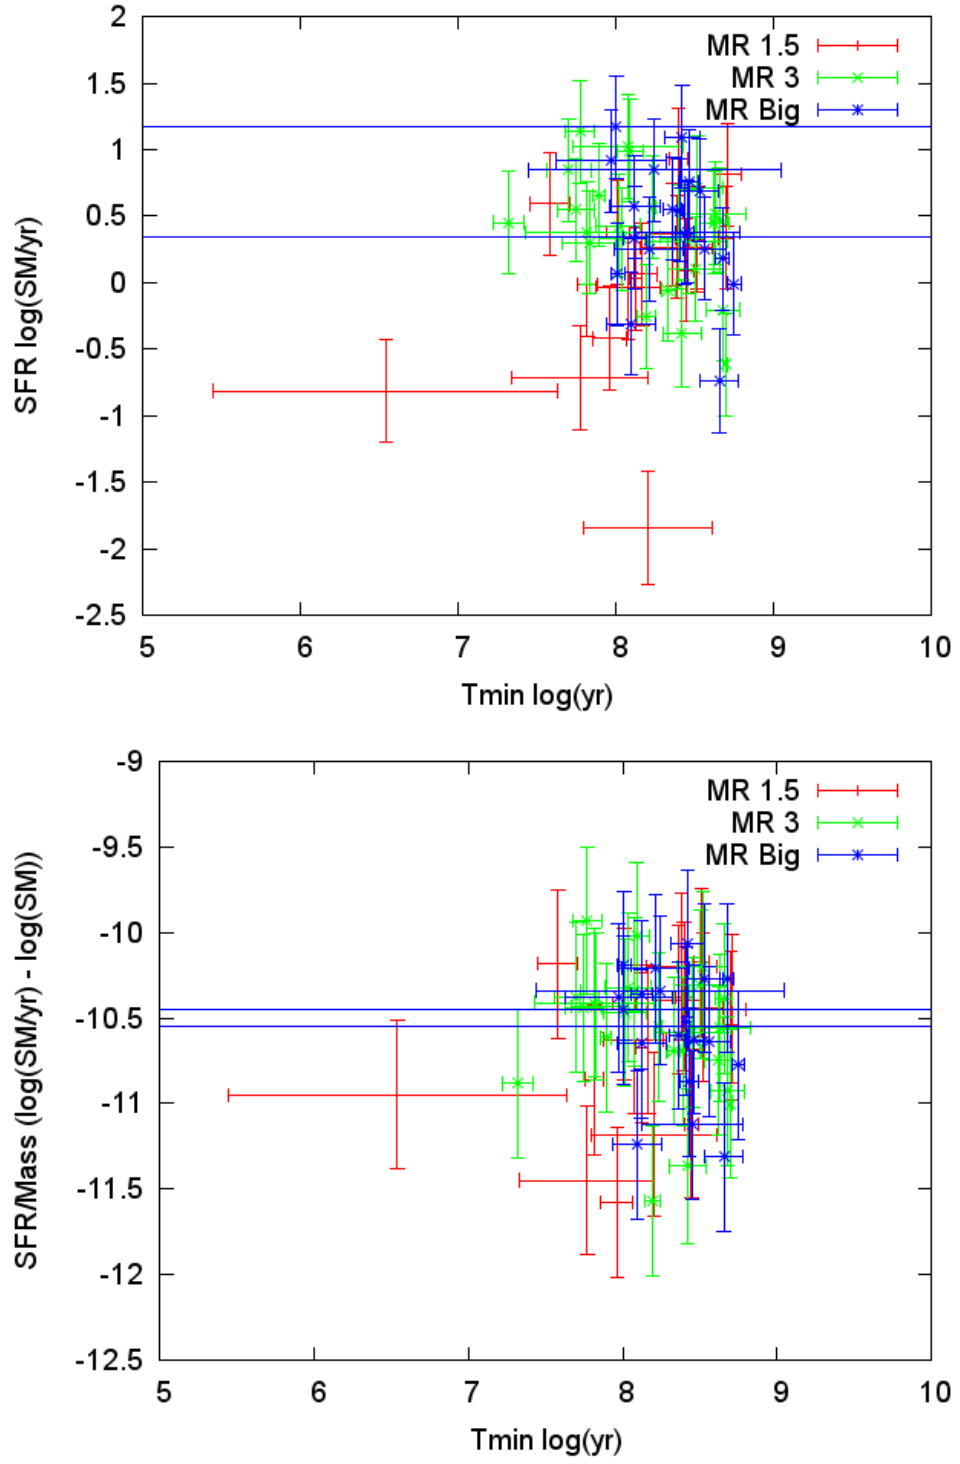 2
1.5
1
0.5
0
-0.5
-1
-1.5
-2
-2.5
SFR log(SM/yr)
MR 1.5
MR 3
MR Big
5 6 7 8 9 10
Tmin log(yr)
-9
-9.5
-10
-10.5
-11
-11.5
-12
-12.5
SFR/Mass (log(SM/yr) - log(SM))
MR 1.5
MR 3
MR Big
5 6 7 8 9 10
Tmin log(yr)